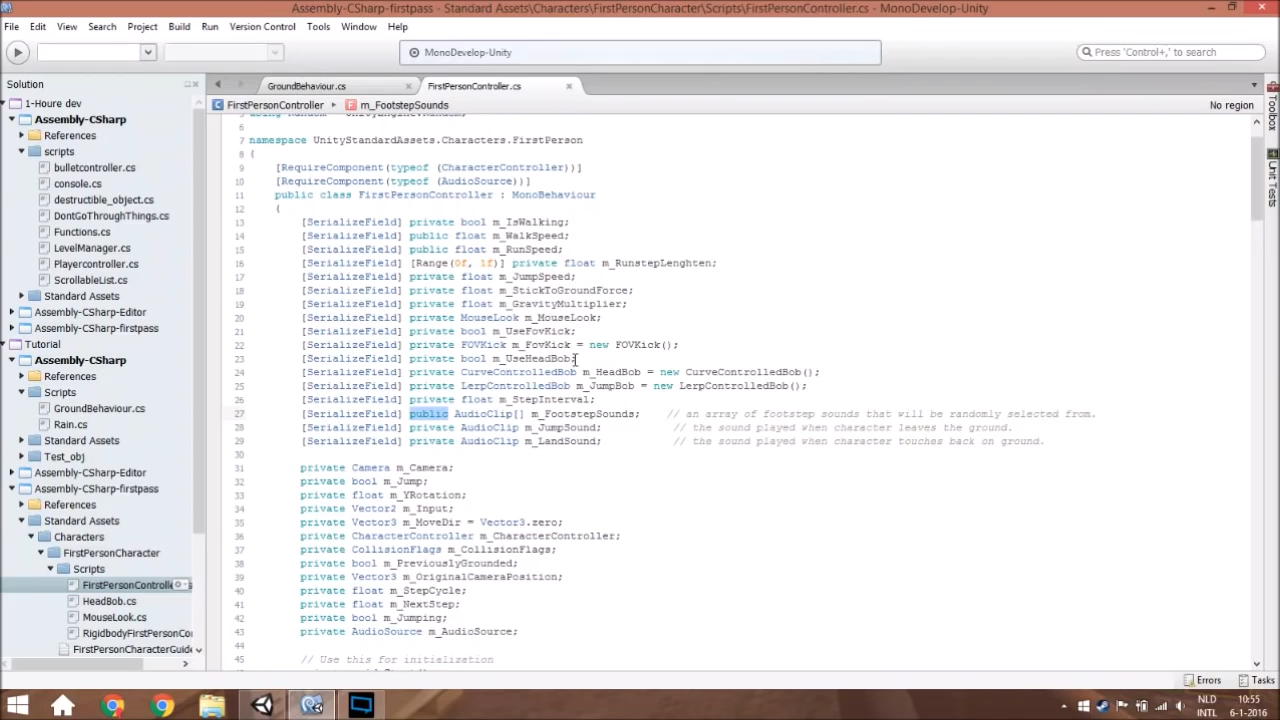 Assembly-CSharp-firstpass - Standard Assets\Characters\FirstPersonCharacter\Scripts\FirstPersonController.cs - MonoDevelop-Unity
File Edit View Search Project Build Run Version Control Tools Window Help
MonoDevelop-Unity
Press 'Control+,' to search
Solution
1-Houre dev
Assembly-CSharp
References
scripts
bulletcontroller.cs
console.cs
destructible_object.cs
DontGoThroughThings.cs
Functions.cs
LevelManager.cs
Playercontroller.cs
ScrollableList.cs
Standard Assets
Assembly-CSharp-Editor
Assembly-CSharp-firstpass
Tutorial
Assembly-CSharp
References
Scripts
GroundBehaviour.cs
Rain.cs
Standard Assets
Test_obj
Assembly-CSharp-Editor
Assembly-CSharp-firstpass
References
Standard Assets
Characters
FirstPersonCharacter
Scripts
FirstPersonControlle
HeadBob.cs
MouseLook.cs
RigidbodyFirstPersonCo
FirstPersonCharacterGuide
GroundBehaviour.cs
FirstPersonController.cs
FirstPersonController m_FootstepSounds
No region
5 using Random = UnityEngine.Random;
6
7 namespace UnityStandardAssets.Characters.FirstPerson
8 {
9 [RequireComponent(typeof (CharacterController))]
10 [RequireComponent(typeof (AudioSource))]
11 public class FirstPersonController : MonoBehaviour
12 {
13 [SerializeField] private bool m_IsWalking;
14 [SerializeField] public float m_WalkSpeed;
15 [SerializeField] public float m_RunSpeed;
16 [SerializeField] [Range(0f, 1f)] private float m_RunstepLenghten;
17 [SerializeField] private float m_JumpSpeed;
18 [SerializeField] private float m_StickToGroundForce;
19 [SerializeField] private float m_GravityMultiplier;
20 [SerializeField] private MouseLook m_MouseLook;
21 [SerializeField] private bool m_UseFovKick;
22 [SerializeField] private FOVKick m_FovKick = new FOVKick();
23 [SerializeField] private bool m_UseHeadBob;
24 [SerializeField] private CurveControlledBob m_HeadBob = new CurveControlledBob();
25 [SerializeField] private LerpControlledBob m_JumpBob = new LerpControlledBob();
26 [SerializeField] private float m_StepInterval;
27 [SerializeField] public AudioClip[] m_FootstepSounds; // an array of footstep sounds that will be randomly selected from.
28 [SerializeField] private AudioClip m_JumpSound; // the sound played when character leaves the ground.
29 [SerializeField] private AudioClip m_LandSound; // the sound played when character touches back on ground.
30
31 private Camera m_Camera;
32 private bool m_Jump;
33 private float m_YRotation;
34 private Vector2 m_Input;
35 private Vector3 m_MoveDir = Vector3.zero;
36 private CharacterController m_CharacterController;
37 private CollisionFlags m_CollisionFlags;
38 private bool m_PreviouslyGrounded;
39 private Vector3 m_OriginalCameraPosition;
40 private float m_StepCycle;
41 private float m_NextStep;
42 private bool m_Jumping;
43 private AudioSource m_AudioSource;
44
45 // Use this for initialization
Toolbox
Unit Tests
Errors Tasks
NLD
INTL
10:55
6-1-2016